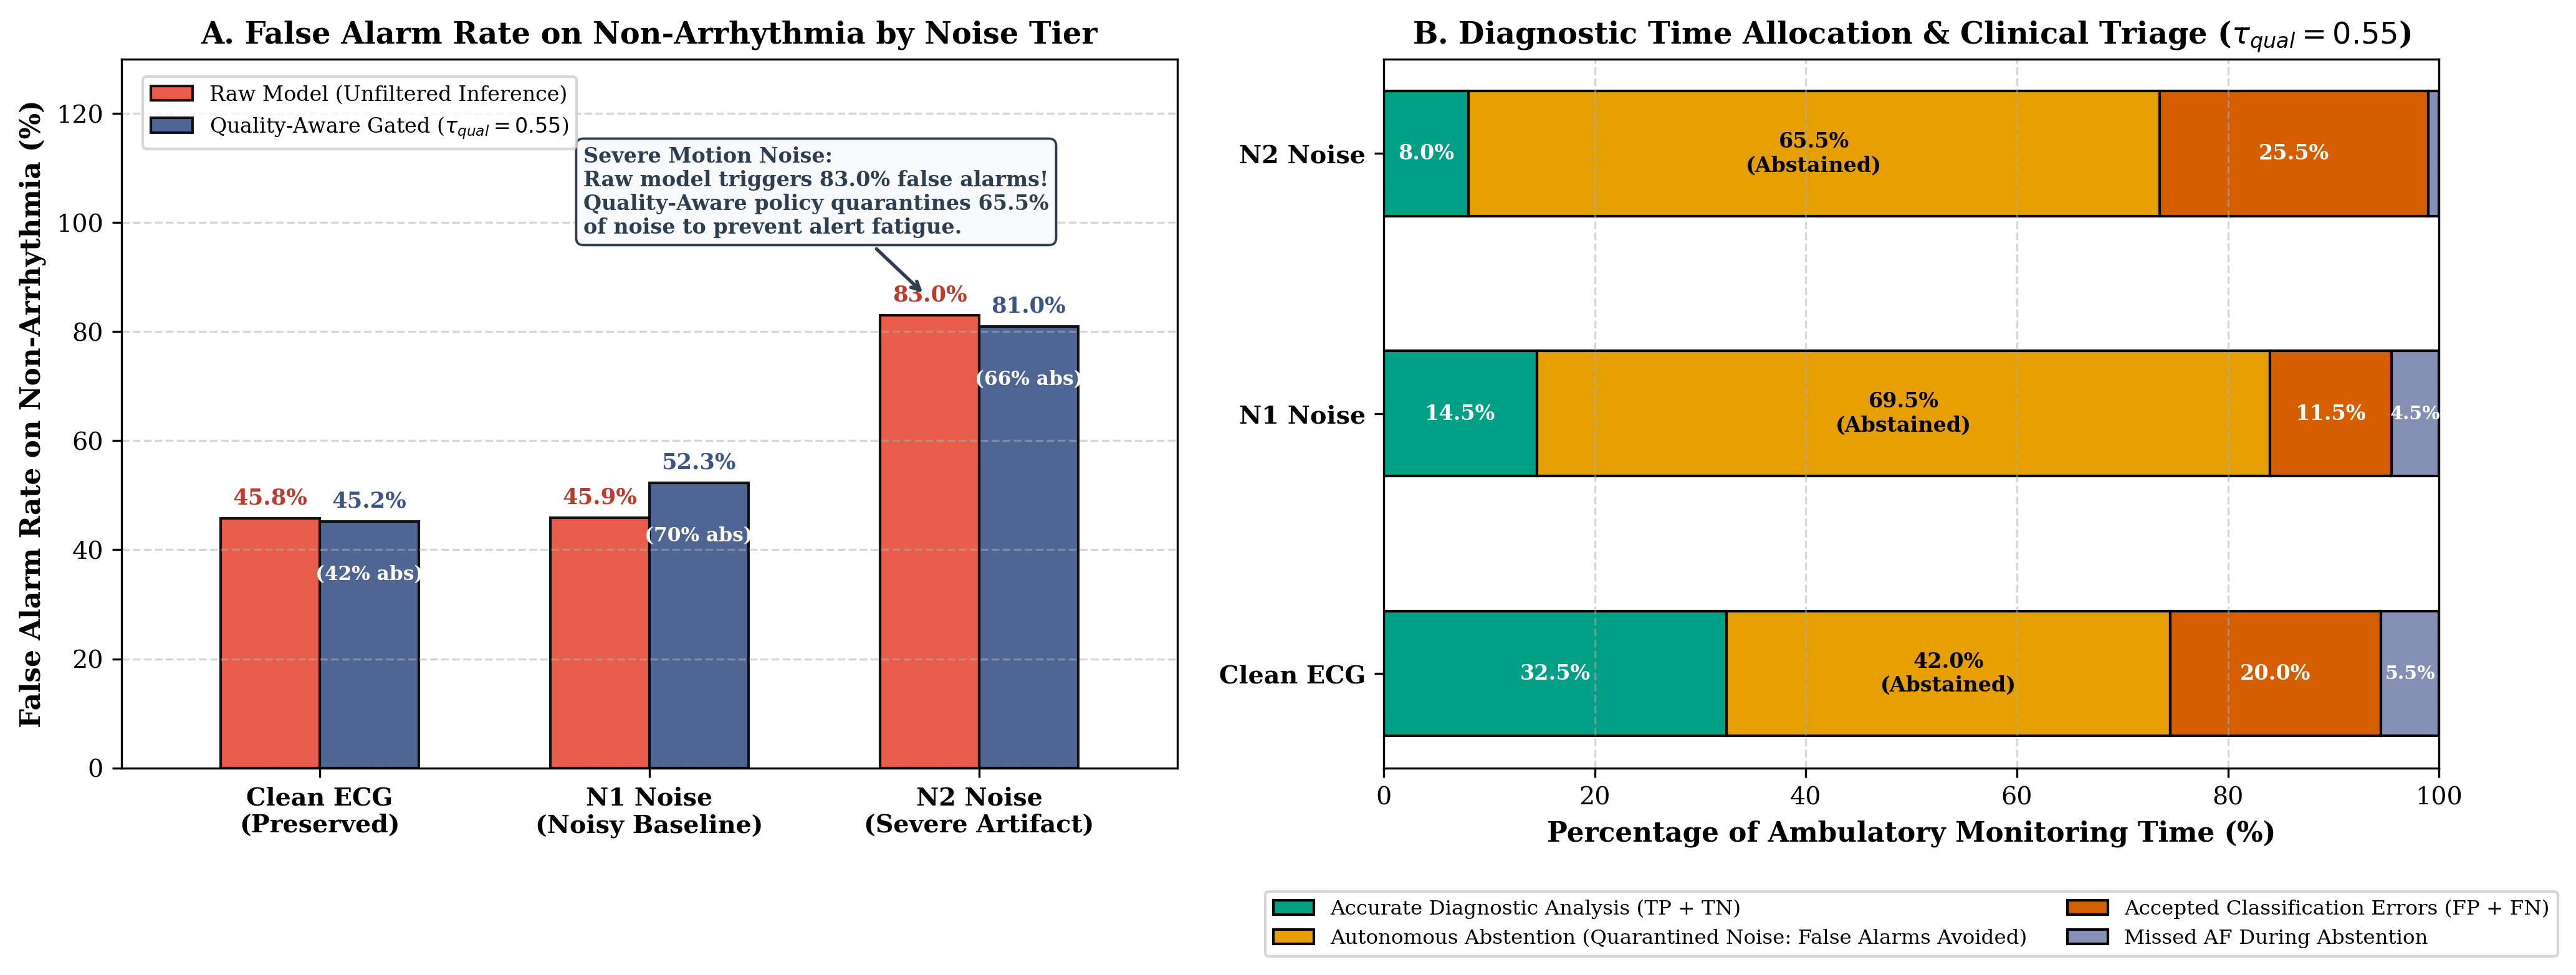 A. False Alarm Rate on Non-Arrhythmia by Noise Tier
False Alarm Rate on Non-Arrhythmia (%)
120
100
80
60
40
20
0
Raw Model (Unfiltered Inference)
Quality-Aware Gated (τqual = 0.55)
Severe Motion Noise:
Raw model triggers 83.0% false alarms!
Quality-Aware policy quarantines 65.5%
of noise to prevent alert fatigue.
45.8%
45.2%
(42% abs)
45.9%
52.3%
(70% abs)
83.0%
81.0%
(66% abs)
Clean ECG
(Preserved)
N1 Noise
(Noisy Baseline)
N2 Noise
(Severe Artifact)
B. Diagnostic Time Allocation & Clinical Triage (τqual = 0.55)
N2 Noise
8.0%
65.5%
(Abstained)
25.5%
N1 Noise
14.5%
69.5%
(Abstained)
11.5%
4.5%
Clean ECG
32.5%
42.0%
(Abstained)
20.0%
5.5%
0
20
40
60
80
100
Percentage of Ambulatory Monitoring Time (%)
Accurate Diagnostic Analysis (TP + TN)
Autonomous Abstention (Quarantined Noise: False Alarms Avoided)
Accepted Classification Errors (FP + FN)
Missed AF During Abstention